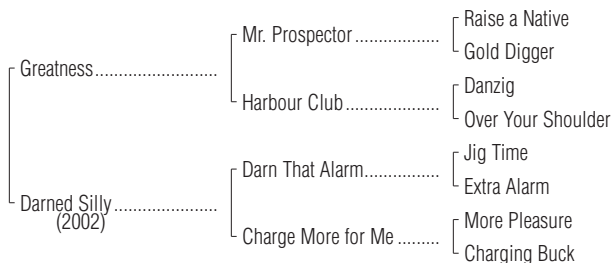 Raise a Native
Mr. Prospector ..................
Gold Digger
Greatness..........................
Danzig
Harbour Club ....................
Over Your Shoulder
Jig Time
Darn That Alarm................
Extra Alarm
Darned Silly ......................
(2002)
More Pleasure
Charge More for Me .........
Charging Buck